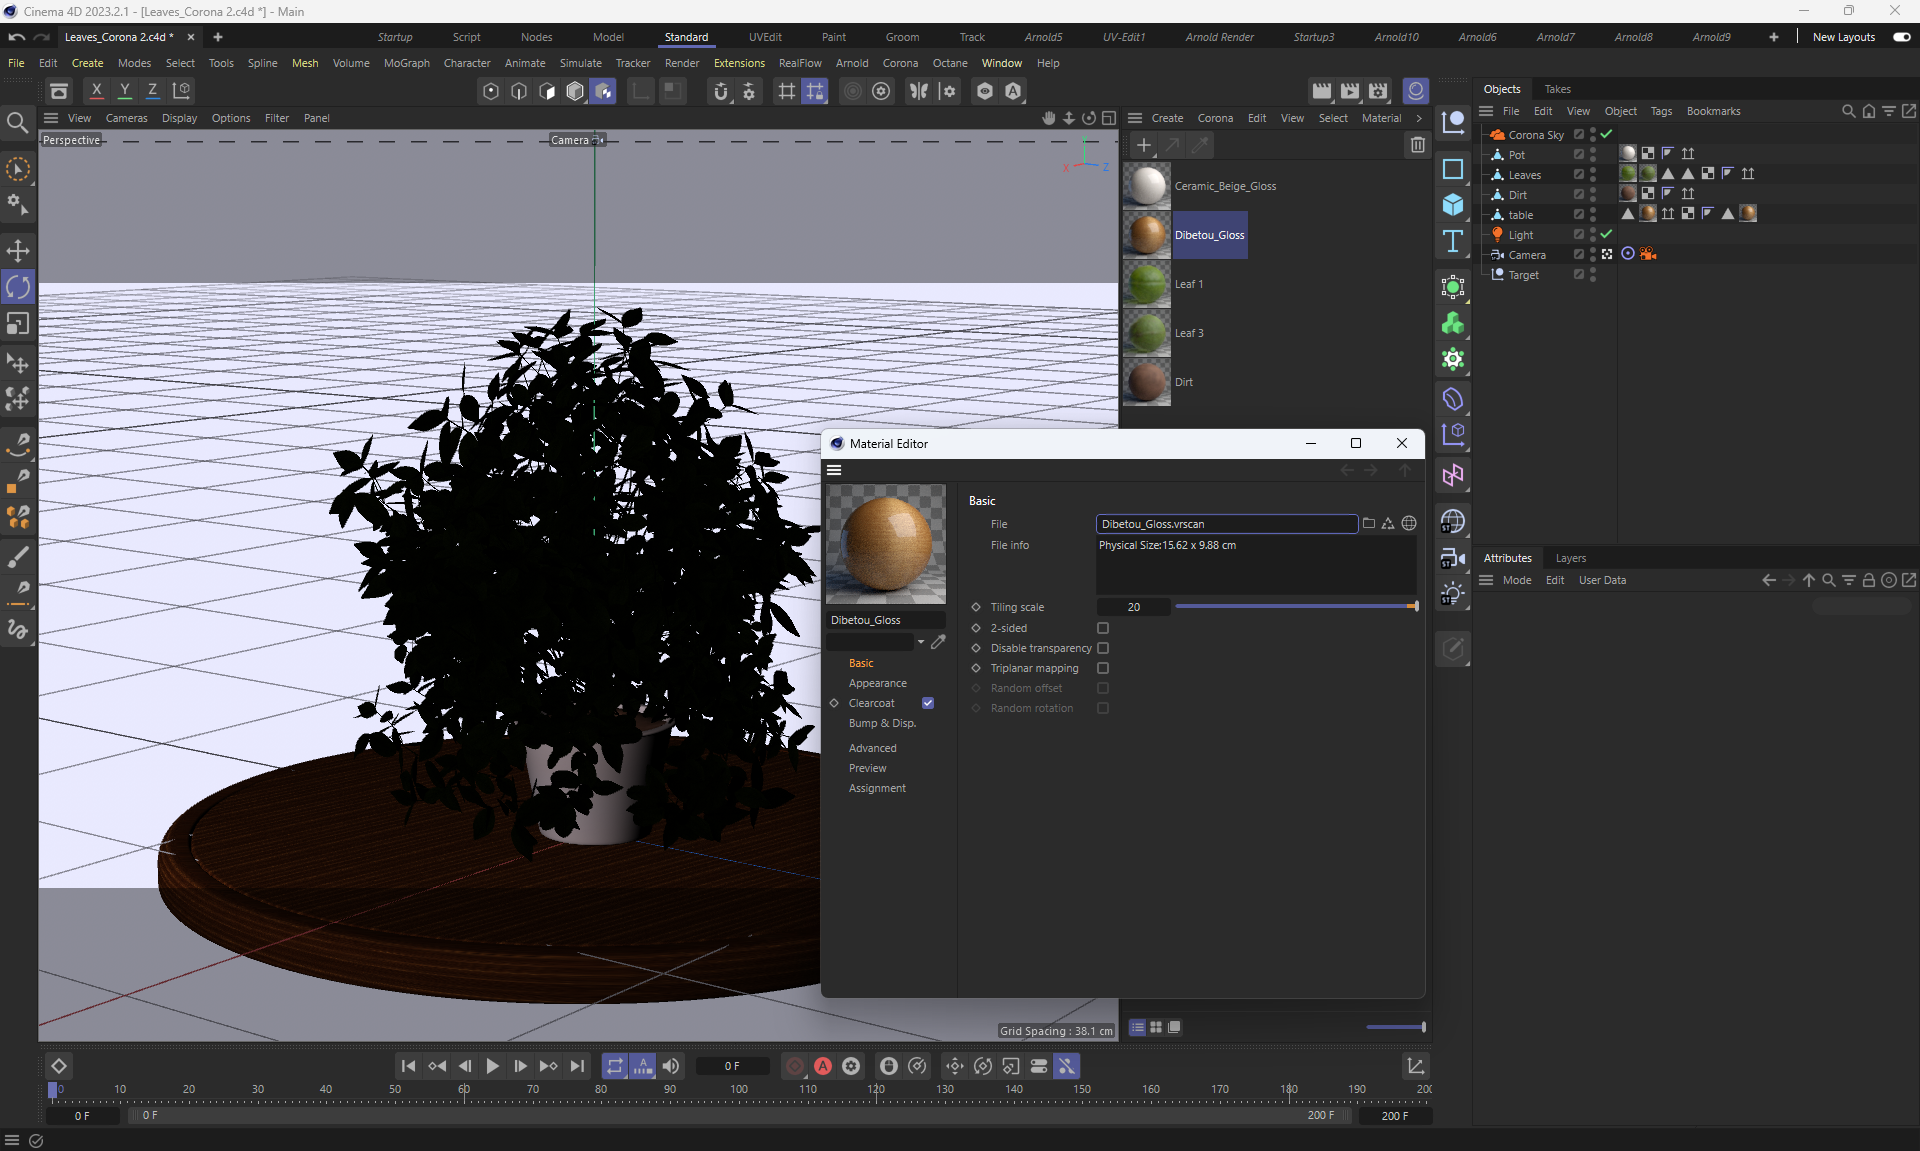 Cinema 4D 2023.2.1 - [Leaves_Corona 2.c4d *] - Main
Leaves_Corona 2.c4d *
Startup
Script
Nodes
Model
Standard
UVEdit
Paint
Groom
Track
Arnold5
UV-Edit1
Arnold Render
Startup3
Arnold10
Arnold6
Arnold7
Arnold8
Arnold9
New Layouts
File Edit Create Modes Select Tools Spline Mesh Volume MoGraph Character Animate Simulate Tracker Render Extensions RealFlow Arnold Corona Octane Window Help
X Y Z
Objects Takes
File Edit View Object Tags Bookmarks
View Cameras Display Options Filter Panel
Create Corona Edit View Select Material
Perspective
Camera
Y
X
Z
Corona Sky
Pot
Leaves
Dirt
table
Light
Camera
Target
Ceramic_Beige_Gloss
Dibetou_Gloss
Leaf 1
Leaf 3
Dirt
Material Editor
Basic
File
Dibetou_Gloss.vrscan
File info
Physical Size:15.62 x 9.88 cm
Tiling scale
20
2-sided
Disable transparency
Triplanar mapping
Random offset
Random rotation
Dibetou_Gloss
Basic
Appearance
Clearcoat
Bump & Disp.
Advanced
Preview
Assignment
ST
ST
ST
Attributes Layers
Mode Edit User Data
Grid Spacing : 38.1 cm
0 F
0 10 20 30 40 50 60 70 80 90 100 110 120 130 140 150 160 170 180 190 200
0 F
0 F
200 F
200 F